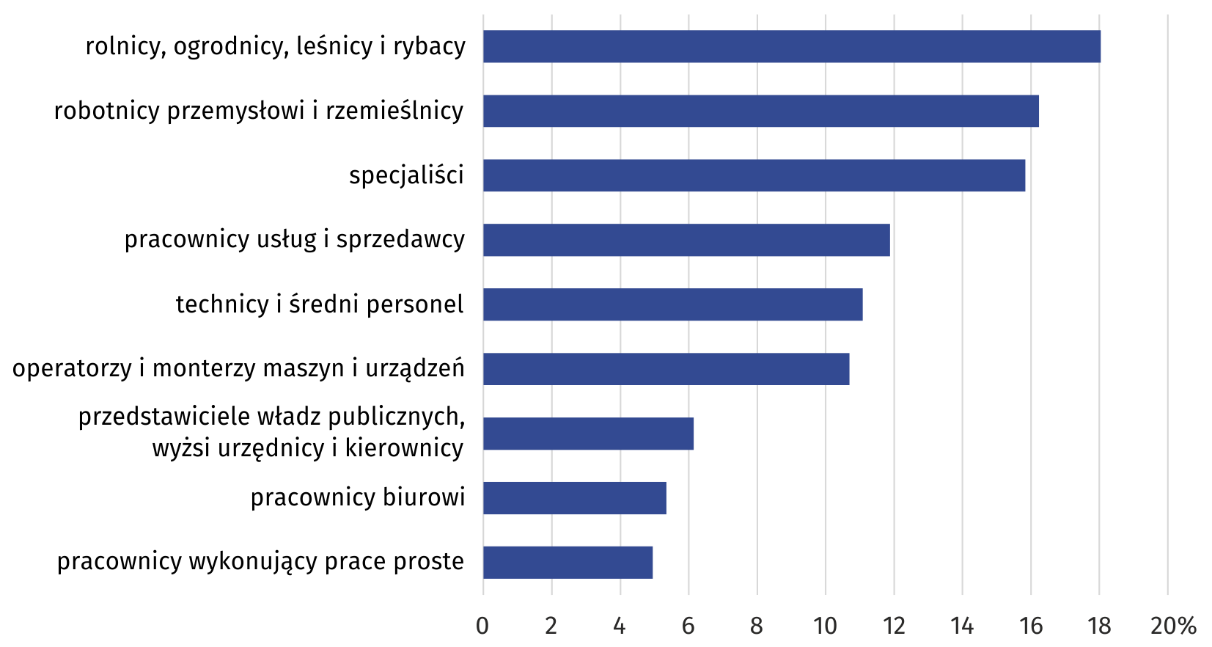 rolnicy, ogrodnicy, leśnicy i rybacy
robotnicy przemysłowi i rzemieślnicy
specjaliści
pracownicy usług i sprzedawcy
technicy i średni personel
operatorzy i monterzy maszyn i urządzeń
przedstawiciele władz publicznych,
wyżsi urzędnicy i kierownicy
pracownicy biurowi
pracownicy wykonujący prace proste
0 2 4 6 8 10 12 14 16 18 20%